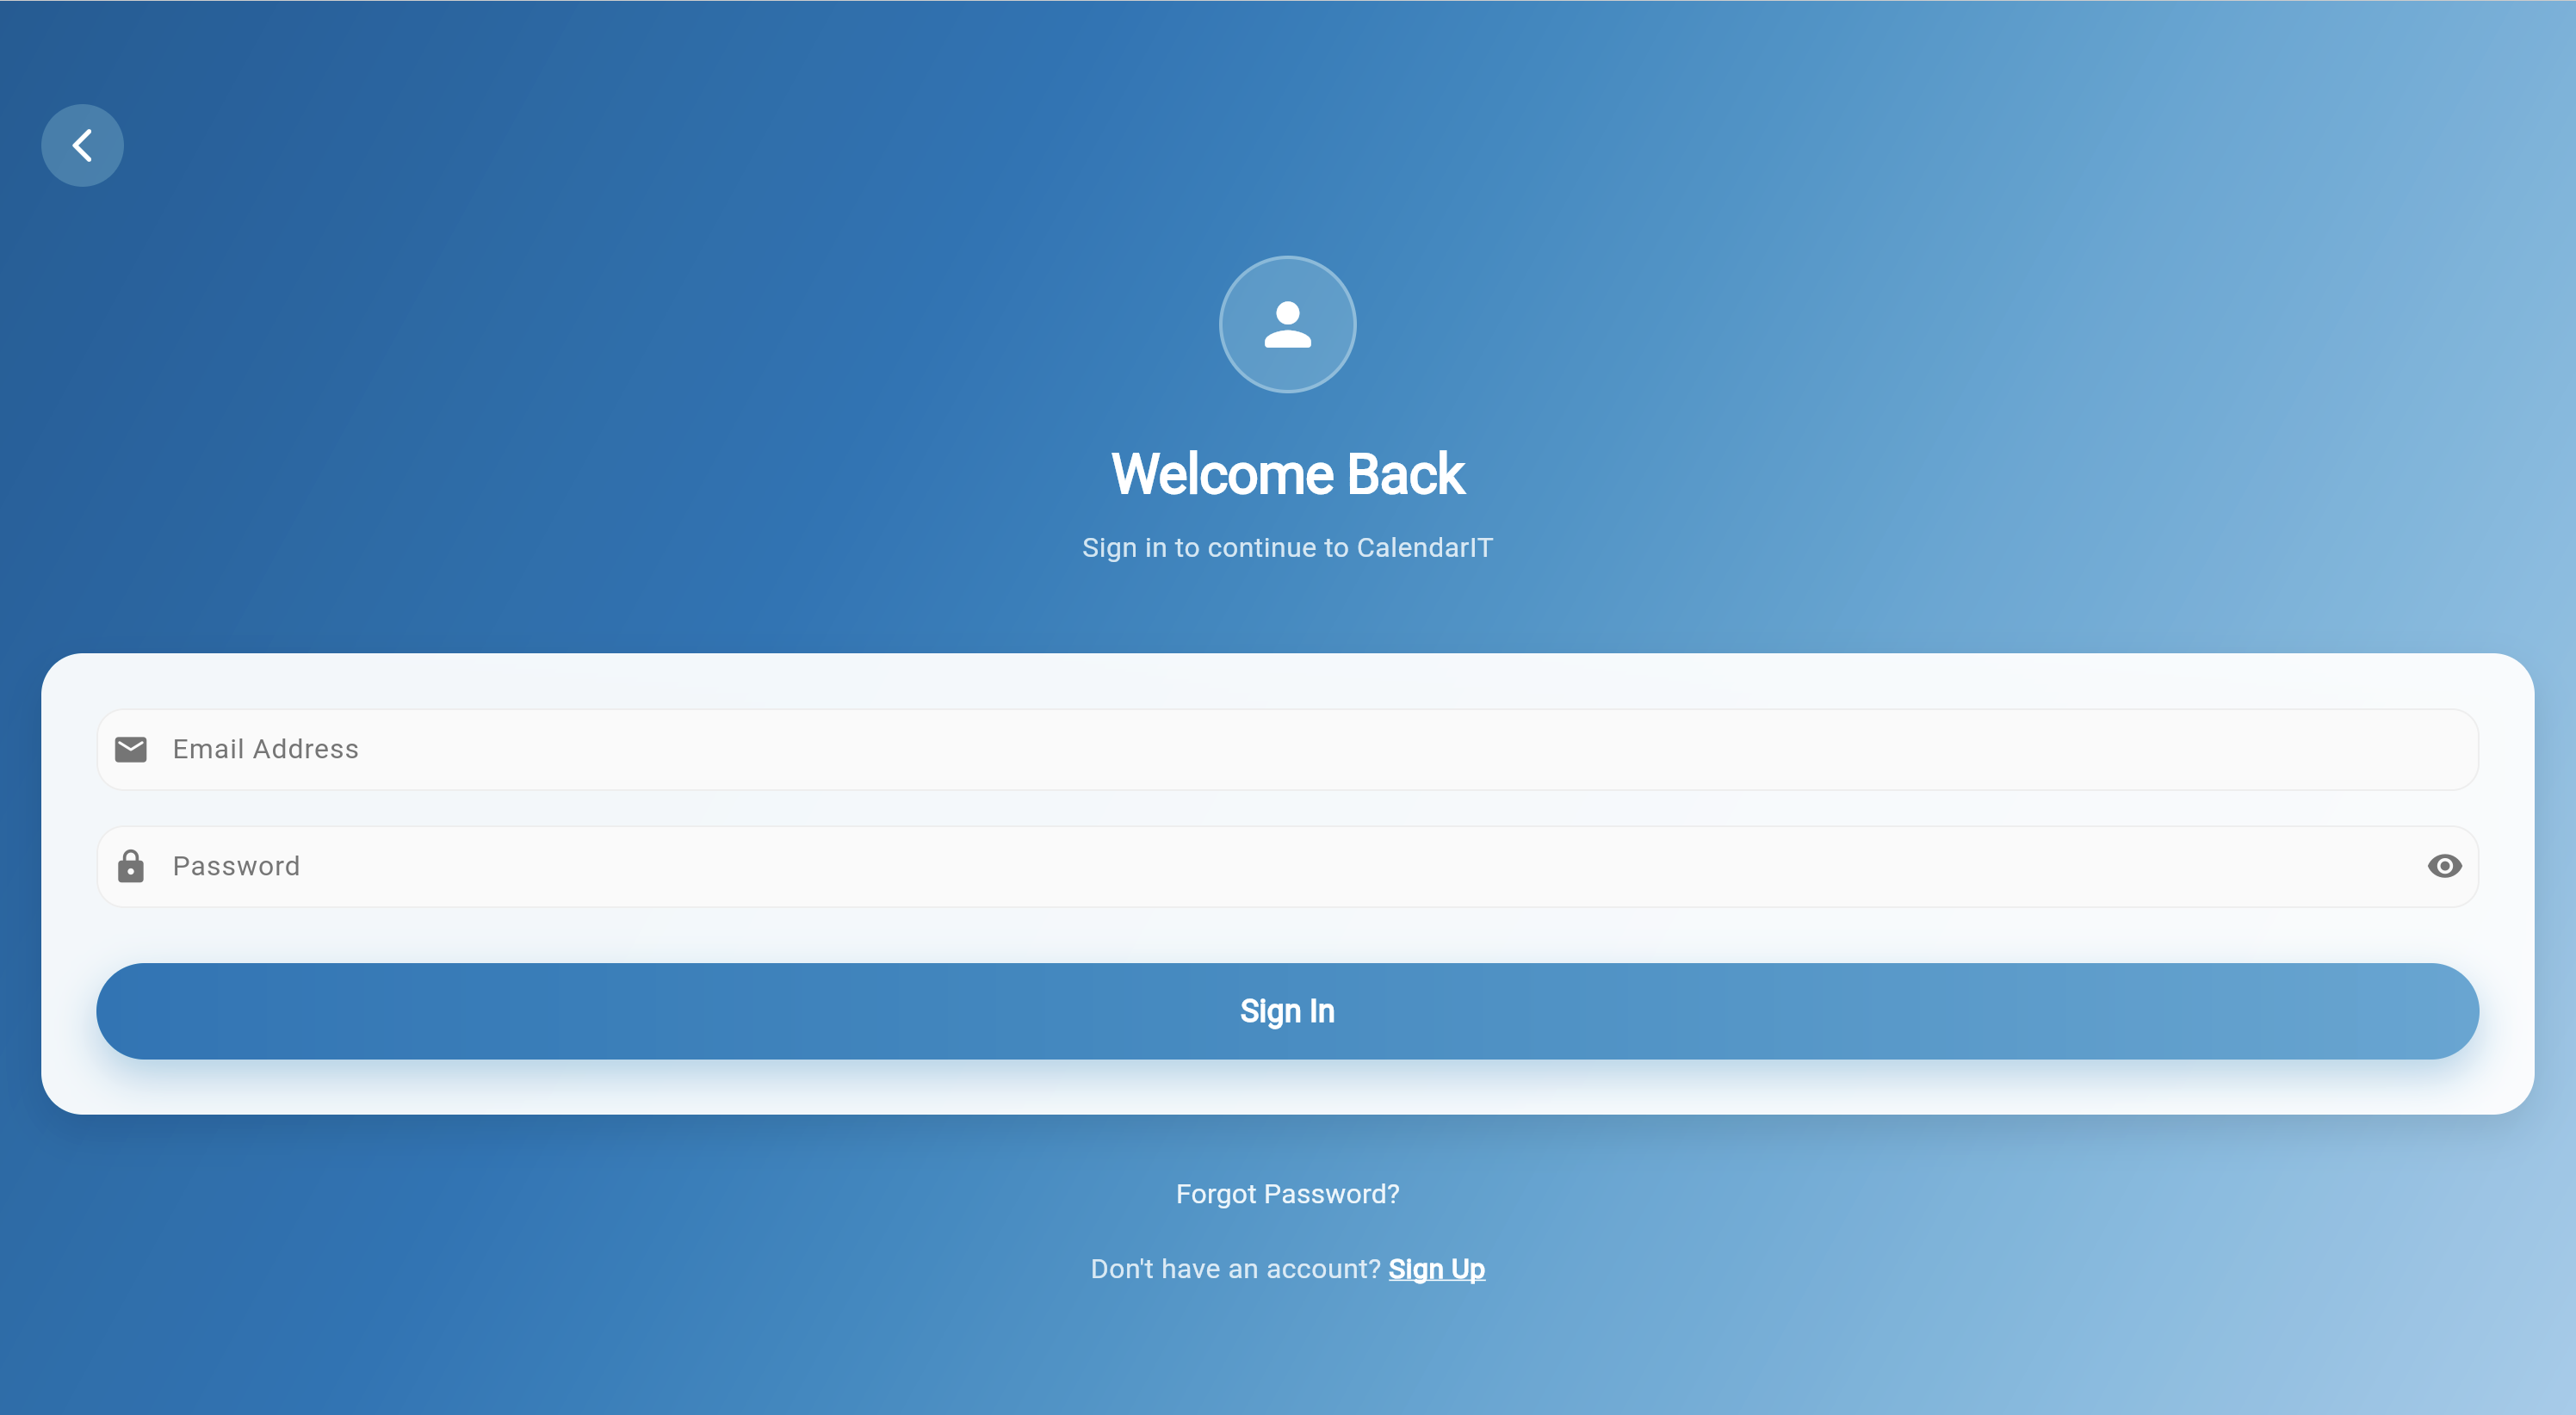 Welcome Back
Sign in to continue to CalendarIT
Email Address
Password
Sign In
Forgot Password?
Don't have an account? Sign Up